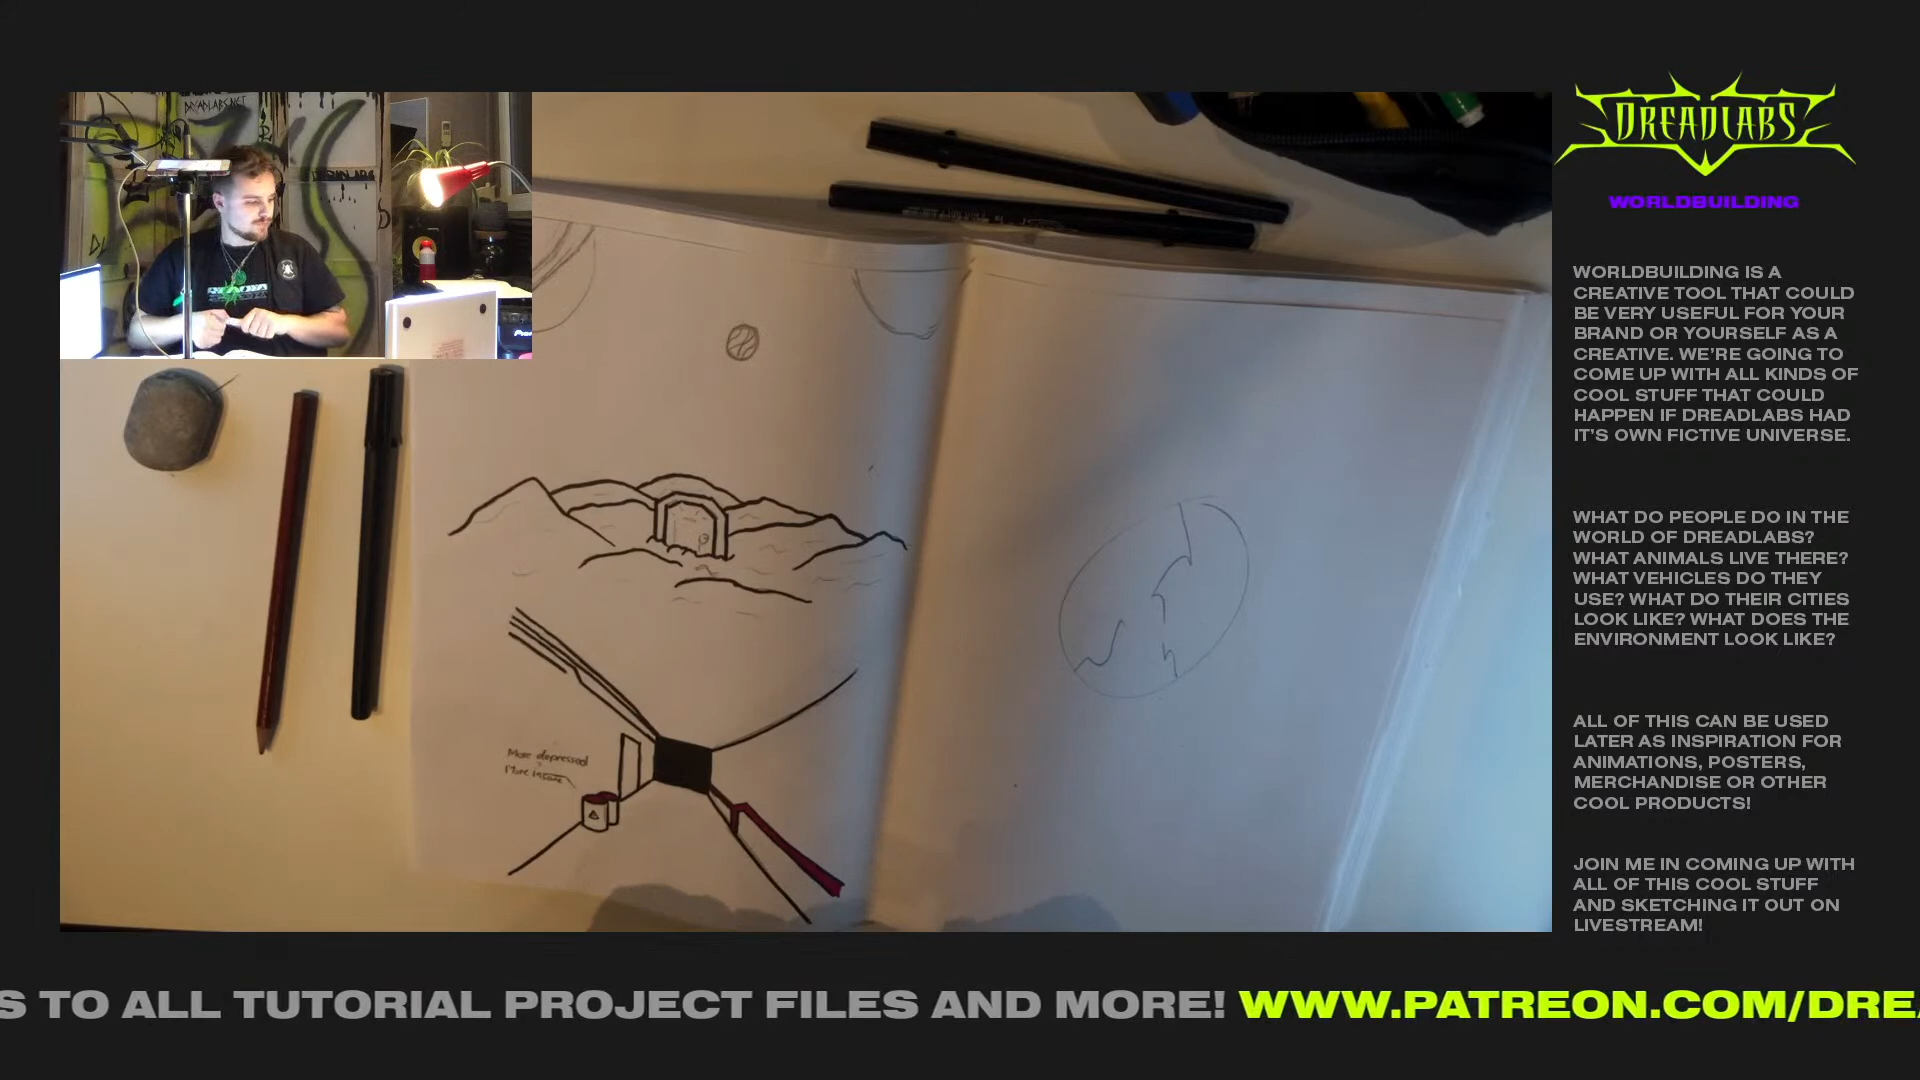 DREADLABS.NET
DREADLABS
WORLDBUILDING
WORLDBUILDING IS A
CREATIVE TOOL THAT COULD
BE VERY USEFUL FOR YOUR
BRAND OR YOURSELF AS A
CREATIVE. WE'RE GOING TO
COME UP WITH ALL KINDS OF
COOL STUFF THAT COULD
HAPPEN IF DREADLABS HAD
IT'S OWN FICTIVE UNIVERSE.
WHAT DO PEOPLE DO IN THE
WORLD OF DREADLABS?
WHAT ANIMALS LIVE THERE?
WHAT VEHICLES DO THEY
USE? WHAT DO THEIR CITIES
LOOK LIKE? WHAT DOES THE
ENVIRONMENT LOOK LIKE?
ALL OF THIS CAN BE USED
LATER AS INSPIRATION FOR
ANIMATIONS, POSTERS,
MERCHANDISE OR OTHER
COOL PRODUCTS!
JOIN ME IN COMING UP WITH
ALL OF THIS COOL STUFF
AND SKETCHING IT OUT ON
LIVESTREAM!
More depressed
More insane
S TO ALL TUTORIAL PROJECT FILES AND MORE! WWW.PATREON.COM/DRE